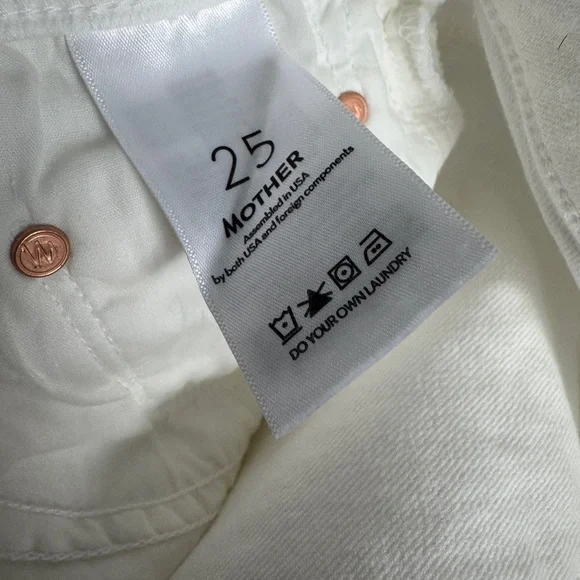 25
MOTHER
Assembled in USA
by both USA and foreign components
DO YOUR OWN LAUNDRY